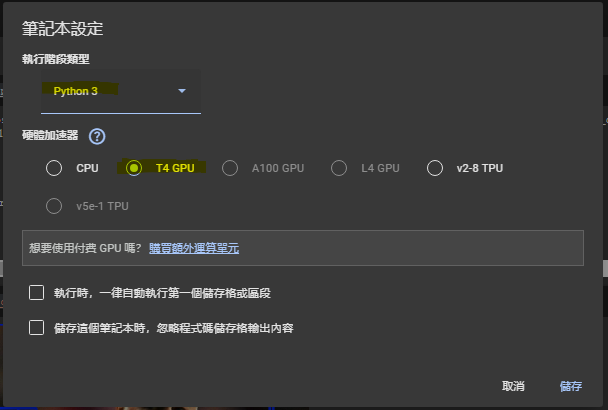 筆記本設定
執行階段類型
Python 3
硬體加速器 ?
CPU T4 GPU A100 GPU L4 GPU v2-8 TPU
v5e-1 TPU
想要使用付費 GPU 嗎？ 購買額外運算單元
執行時，一律自動執行第一個儲存格或區段
儲存這個筆記本時，忽略程式碼儲存格輸出內容
取消 儲存